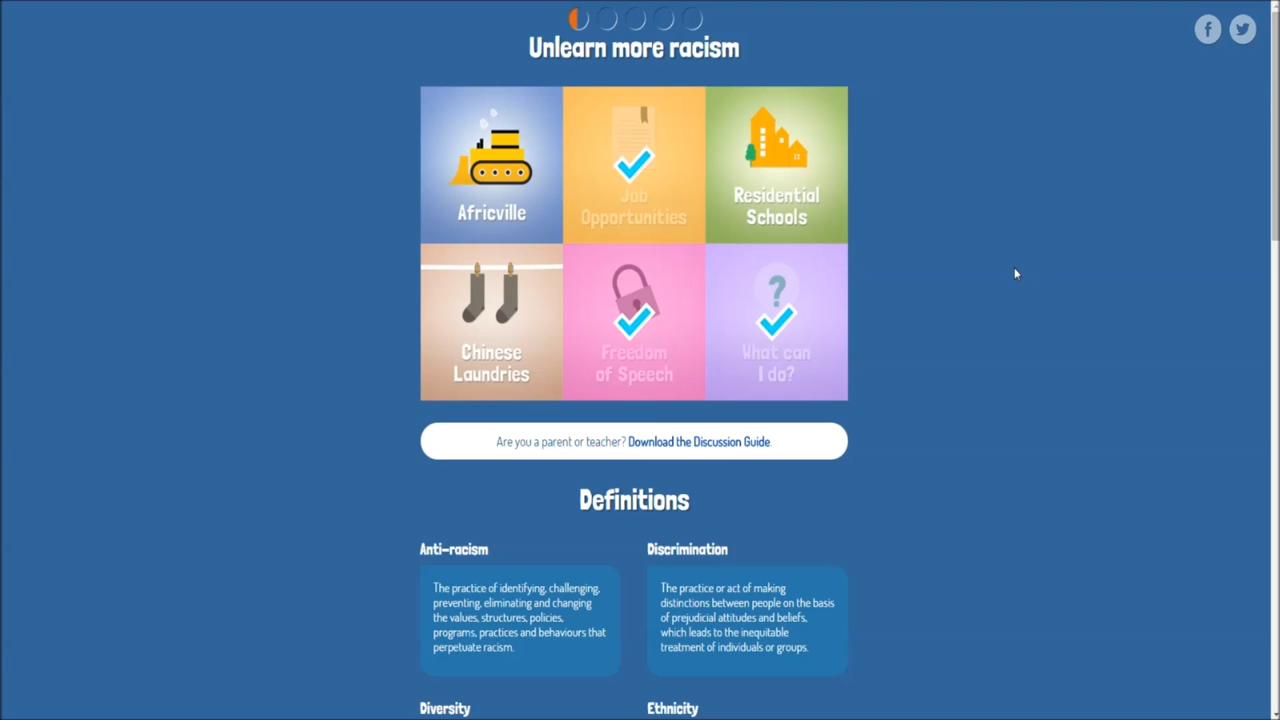 Unlearn more racism
Africville
Job
Opportunities
Residential
Schools
Chinese
Laundries
Freedom
of Speech
?
What can
I do?
Are you a parent or teacher? Download the Discussion Guide.
Definitions
Anti-racism
The practice of identifying, challenging,
preventing, eliminating and changing
the values, structures, policies,
programs, practices and behaviours that
perpetuate racism.
Discrimination
The practice or act of making
distinctions between people on the basis
of prejudicial attitudes and beliefs,
which leads to the inequitable
treatment of individuals or groups.
Diversity
Ethnicity